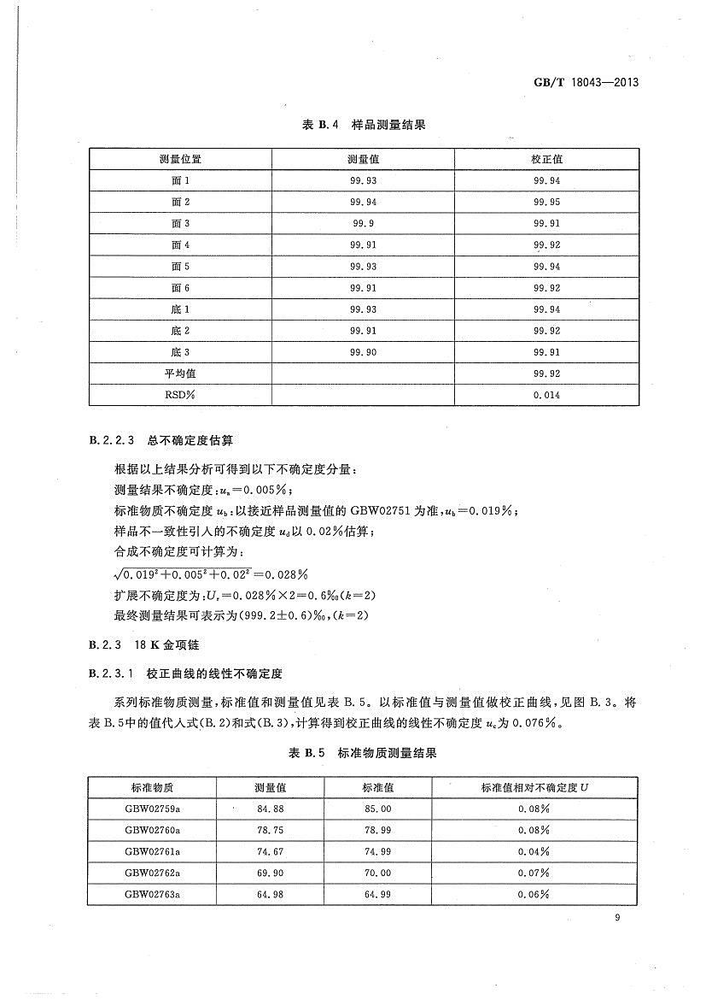 GB/T 18043—2013
表 B.4 样品测量结果
测量位置 测量值 校正值
面 1 99.93 99.94
面 2 99.94 99.95
面 3 99.9 99.91
面 4 99.91 99.92
面 5 99.93 99.94
面 6 99.91 99.92
底 1 99.93 99.94
底 2 99.91 99.92
底 3 99.90 99.91
平均值 99.92
RSD% 0.014
B.2.2.3 总不确定度估算
根据以上结果分析可得到以下不确定度分量:
测量结果不确定度:uₐ=0.005%;
标准物质不确定度 u_b:以接近样品测量值的 GBW02751 为准,u_b=0.019%;
样品不一致性引入的不确定度 u_d以 0.02%估算;
合成不确定度可计算为:
√0.019²+0.005²+0.02²=0.028%
扩展不确定度为:Uᵣ=0.028%×2=0.6‰(k=2)
最终测量结果可表示为(999.2±0.6)‰,(k=2)
B.2.3 18 K 金项链
B.2.3.1 校正曲线的线性不确定度
系列标准物质测量,标准值和测量值见表 B.5。以标准值与测量值做校正曲线,见图 B.3。将
表 B.5中的值代入式(B.2)和式(B.3),计算得到校正曲线的线性不确定度 u_c为 0.076%。
表 B.5 标准物质测量结果
标准物质 测量值 标准值 标准值相对不确定度 U
GBW02759a 84.88 85.00 0.08%
GBW02760a 78.75 78.99 0.08%
GBW02761a 74.67 74.99 0.04%
GBW02762a 69.90 70.00 0.07%
GBW02763a 64.98 64.99 0.06%
9